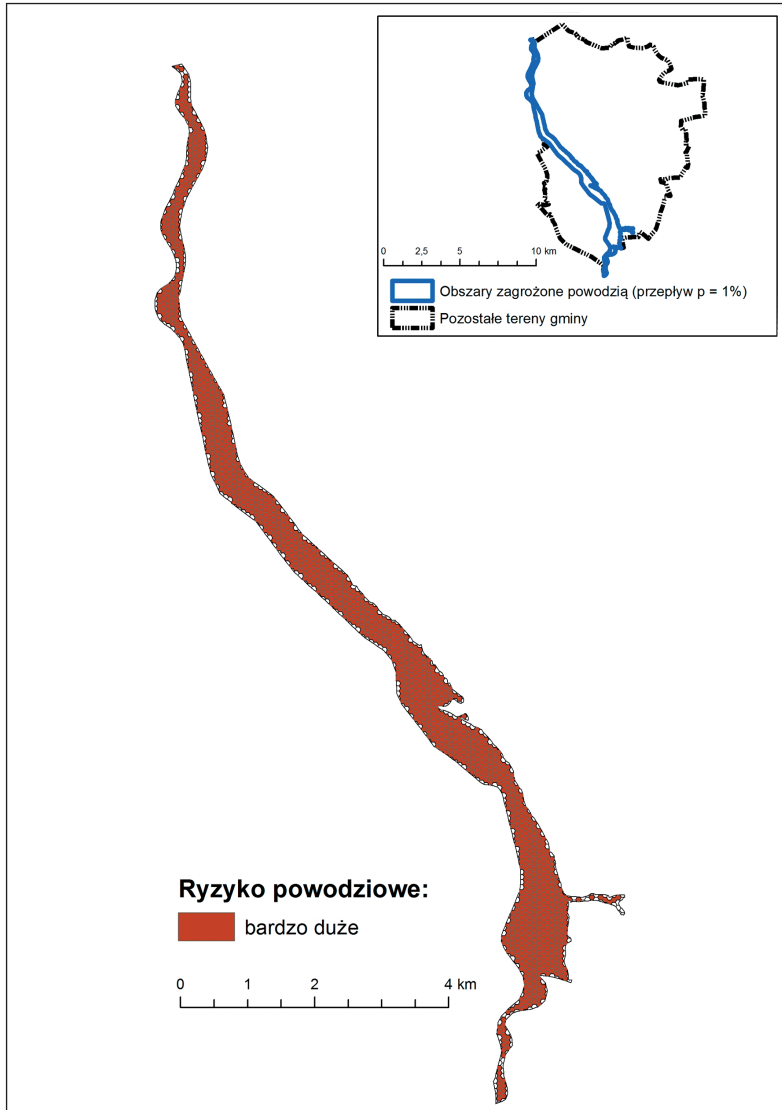 0 2,5 5 10 km
Obszary zagrożone powodzią (przepływ p = 1%)
Pozostałe tereny gminy
Ryzyko powodziowe:
bardzo duże
0 1 2 4 km